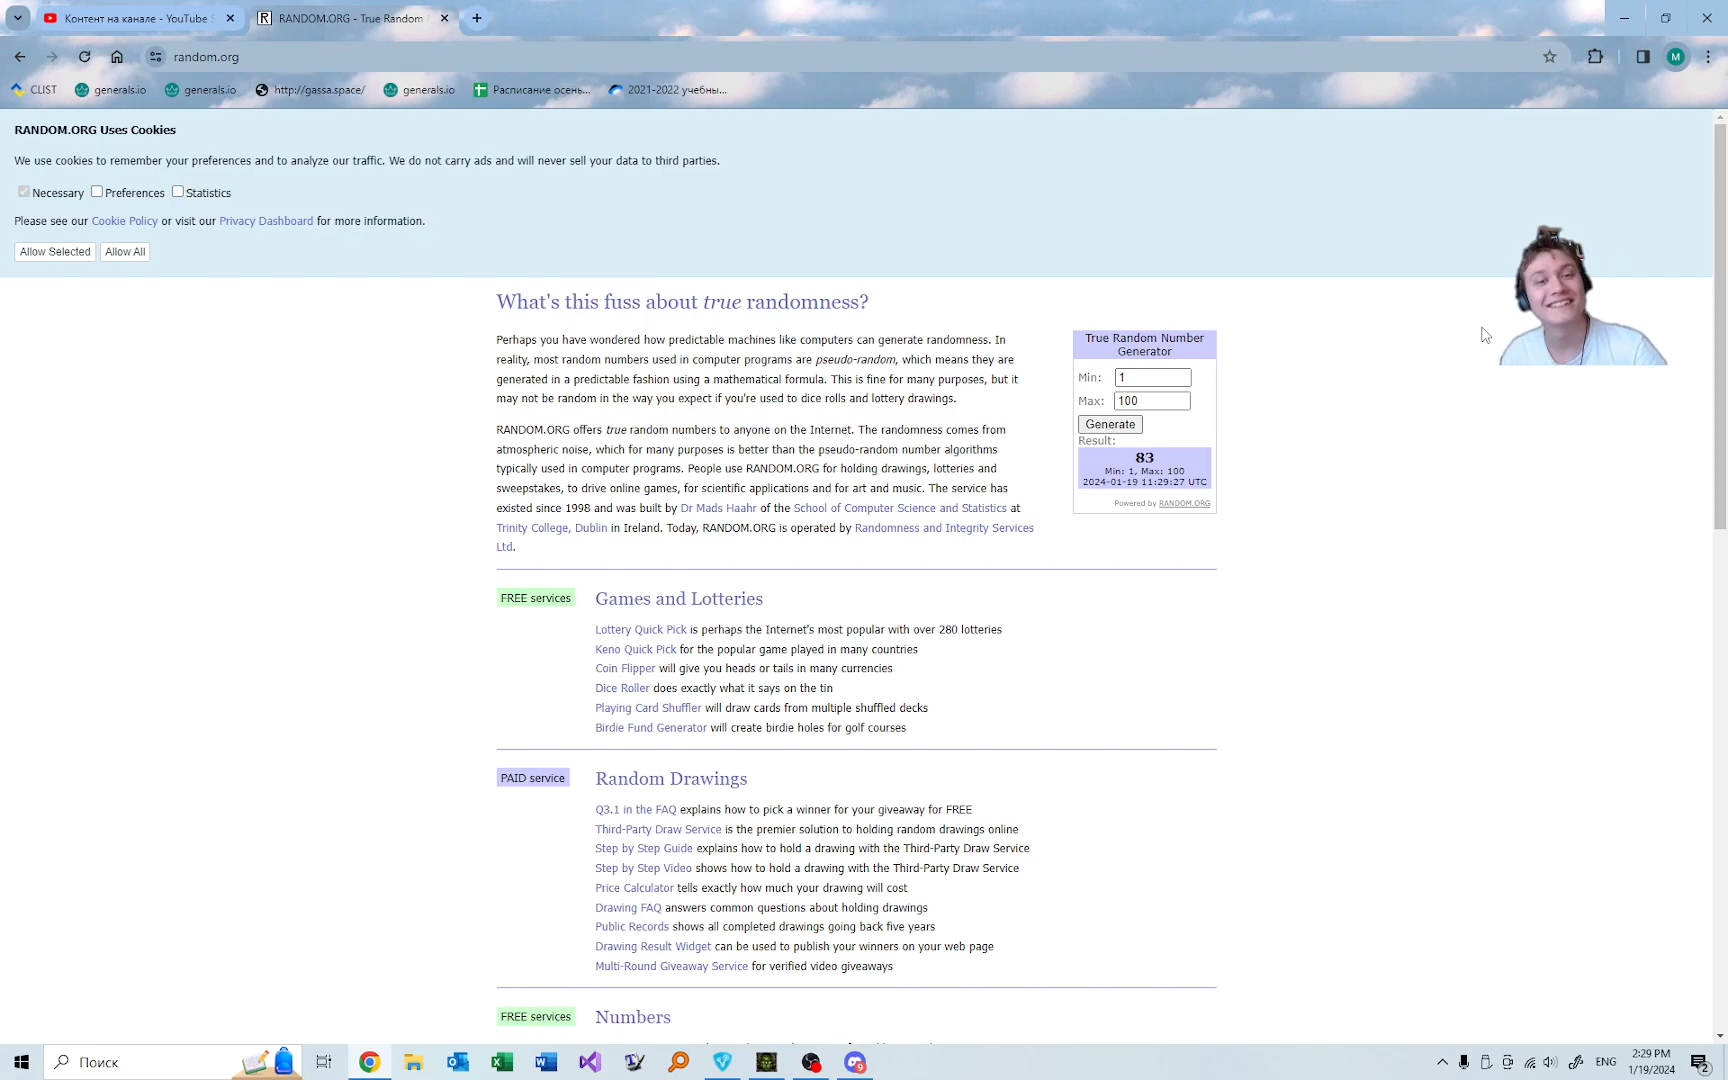 Контент на канале - YouTube S
RANDOM.ORG - True Random
random.org
M
CLIST
generals.io
generals.io
http://gassa.space/
generals.io
Расписание осень...
2021-2022 учебны...
RANDOM.ORG Uses Cookies
We use cookies to remember your preferences and to analyze our traffic. We do not carry ads and will never sell your data to third parties.
Necessary Preferences Statistics
Please see our Cookie Policy or visit our Privacy Dashboard for more information.
Allow Selected Allow All
What's this fuss about true randomness?
Perhaps you have wondered how predictable machines like computers can generate randomness. In
reality, most random numbers used in computer programs are pseudo-random, which means they are
generated in a predictable fashion using a mathematical formula. This is fine for many purposes, but it
may not be random in the way you expect if you're used to dice rolls and lottery drawings.
RANDOM.ORG offers true random numbers to anyone on the Internet. The randomness comes from
atmospheric noise, which for many purposes is better than the pseudo-random number algorithms
typically used in computer programs. People use RANDOM.ORG for holding drawings, lotteries and
sweepstakes, to drive online games, for scientific applications and for art and music. The service has
existed since 1998 and was built by Dr Mads Haahr of the School of Computer Science and Statistics at
Trinity College, Dublin in Ireland. Today, RANDOM.ORG is operated by Randomness and Integrity Services
Ltd.
True Random Number
Generator
Min: 1
Max: 100
Generate
Result:
83
Min: 1, Max: 100
2024-01-19 11:29:27 UTC
Powered by RANDOM.ORG
FREE services
Games and Lotteries
Lottery Quick Pick is perhaps the Internet's most popular with over 280 lotteries
Keno Quick Pick for the popular game played in many countries
Coin Flipper will give you heads or tails in many currencies
Dice Roller does exactly what it says on the tin
Playing Card Shuffler will draw cards from multiple shuffled decks
Birdie Fund Generator will create birdie holes for golf courses
PAID service
Random Drawings
Q3.1 in the FAQ explains how to pick a winner for your giveaway for FREE
Third-Party Draw Service is the premier solution to holding random drawings online
Step by Step Guide explains how to hold a drawing with the Third-Party Draw Service
Step by Step Video shows how to hold a drawing with the Third-Party Draw Service
Price Calculator tells exactly how much your drawing will cost
Drawing FAQ answers common questions about holding drawings
Public Records shows all completed drawings going back five years
Drawing Result Widget can be used to publish your winners on your web page
Multi-Round Giveaway Service for verified video giveaways
FREE services
Numbers
Поиск
9
ENG
2:29 PM
1/19/2024
2